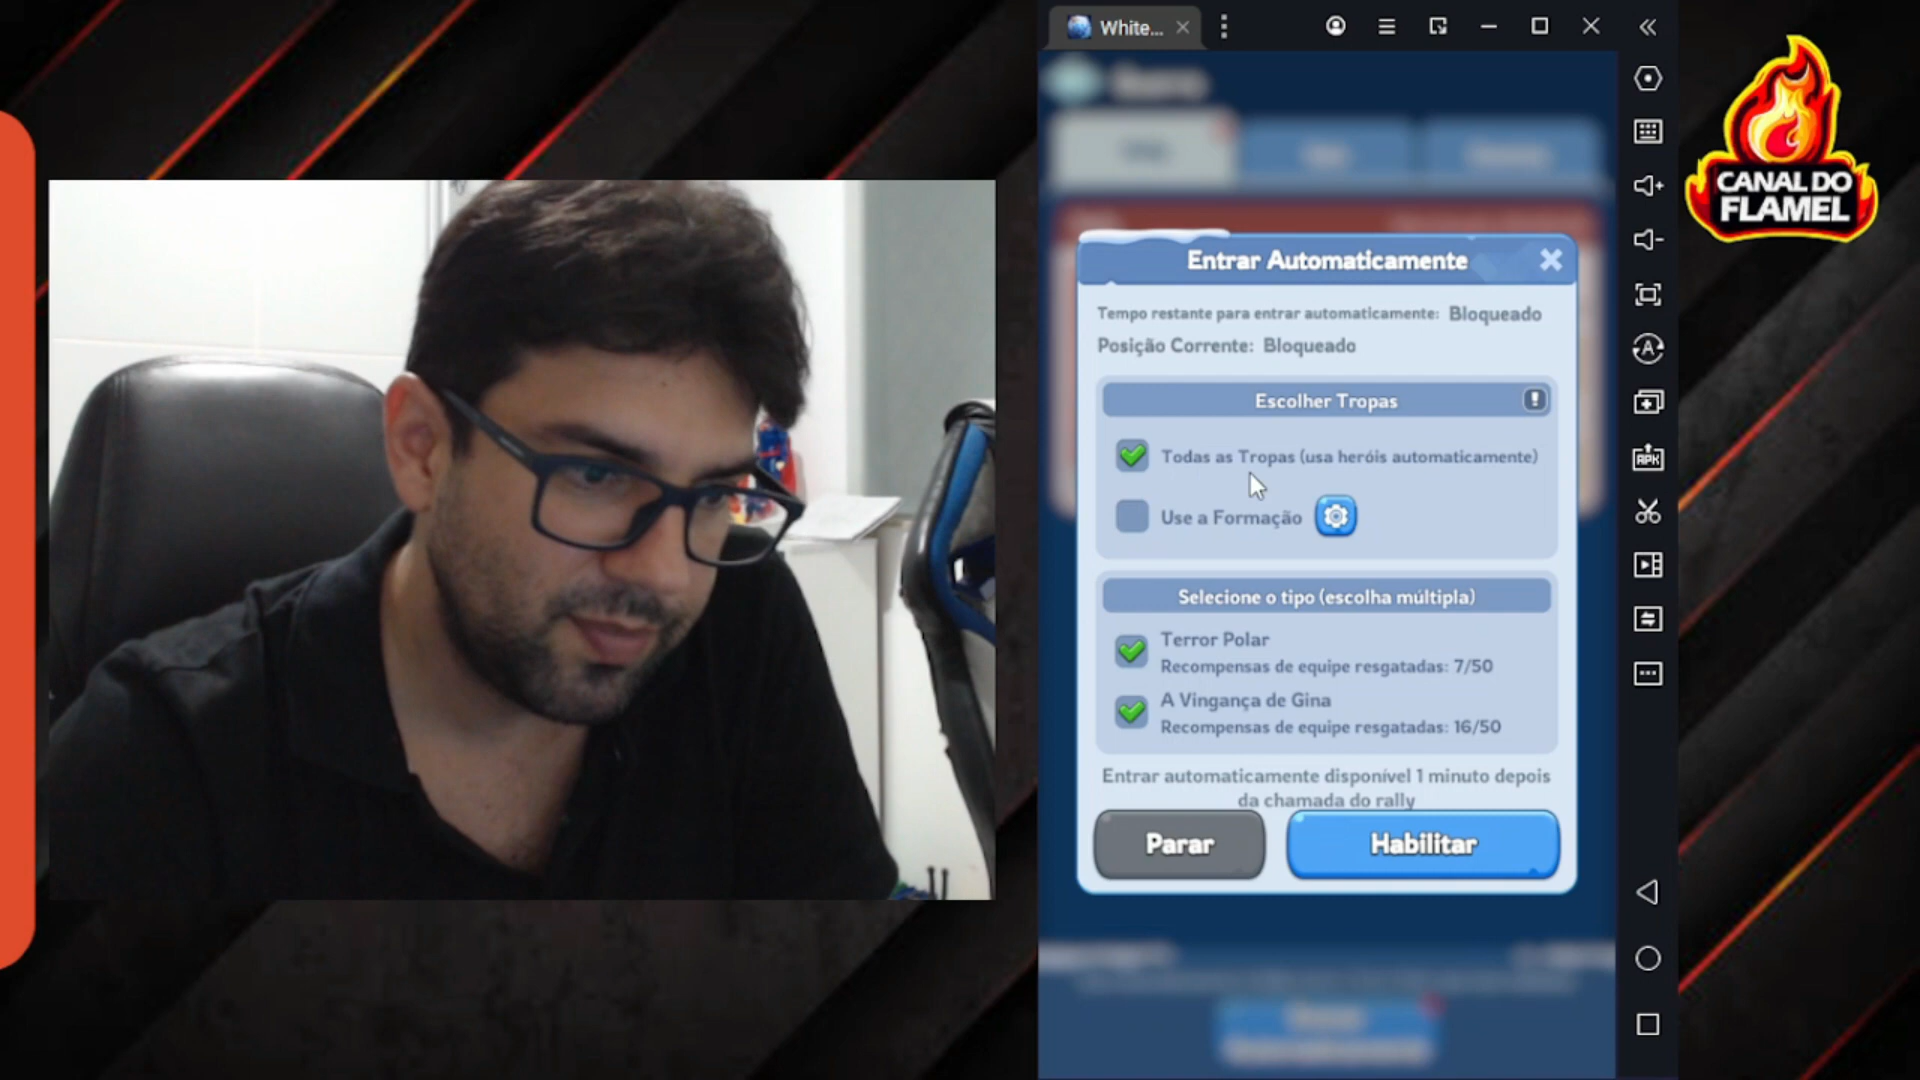 White...
CANAL DO
FLAMEL
Entrar Automaticamente
Tempo restante para entrar automaticamente: Bloqueado
Posição Corrente: Bloqueado
Escolher Tropas
Todas as Tropas (usa heróis automaticamente)
Use a Formação
Selecione o tipo (escolha múltipla)
Terror Polar
Recompensas de equipe resgatadas: 7/50
A Vingança de Gina
Recompensas de equipe resgatadas: 16/50
Entrar automaticamente disponível 1 minuto depois
da chamada do rally
Parar
Habilitar
APK